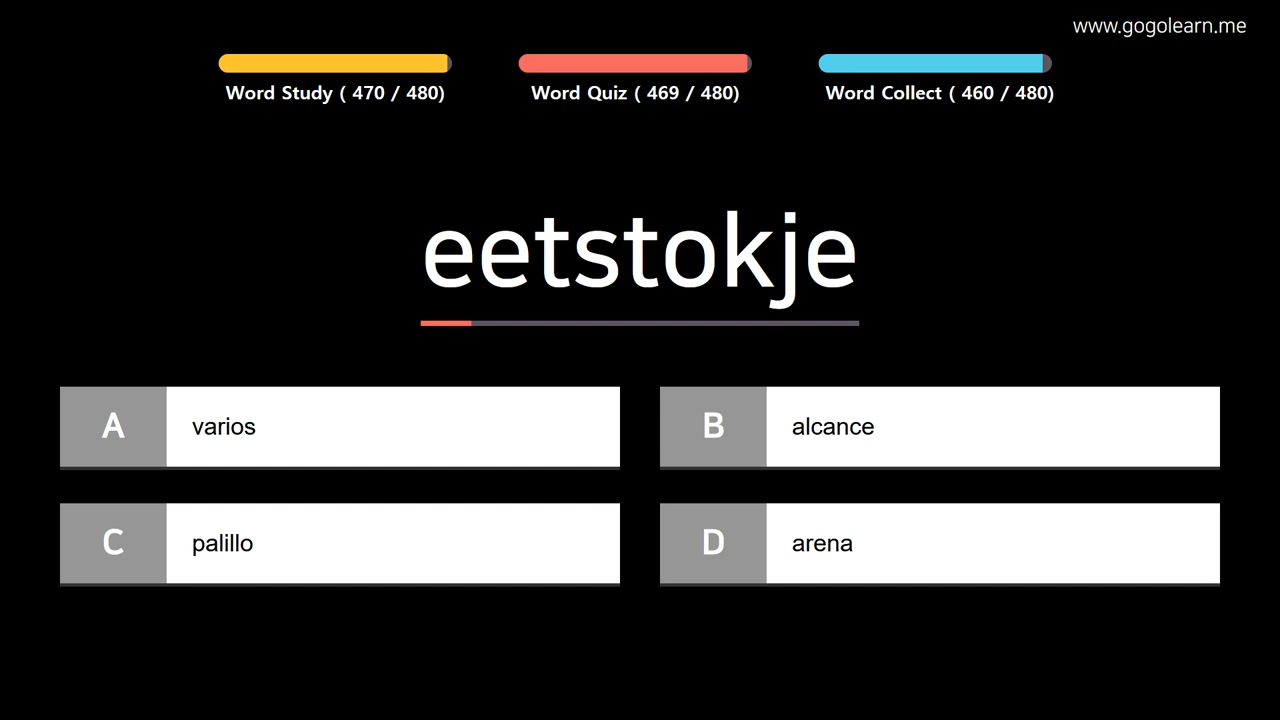 www.gogolearn.me
Word Study ( 470 / 480)
Word Quiz ( 469 / 480)
Word Collect ( 460 / 480)
eetstokje
A varios
B alcance
C palillo
D arena